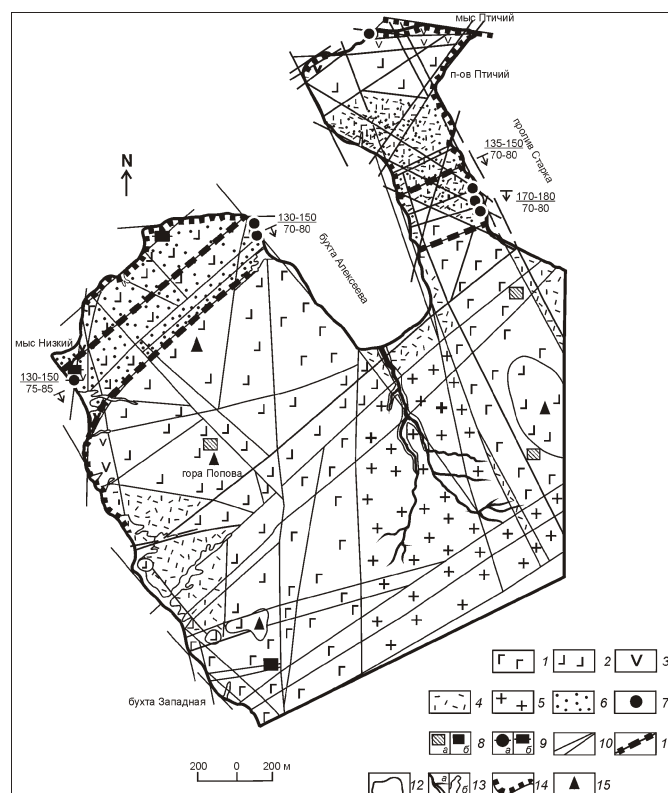 мыс Птичий
п-ов Птичий
пролив Старка
135-150
70-80
170-180
70-80
N
130-150
70-80
бухта Алексеева
мыс Низкий
130-150
75-85
гора Попова
бухта Западная
200 0 200 м
1 2 3
4 5 6 7
а б 8 а б 9 10 1
12 а б 13 14 15